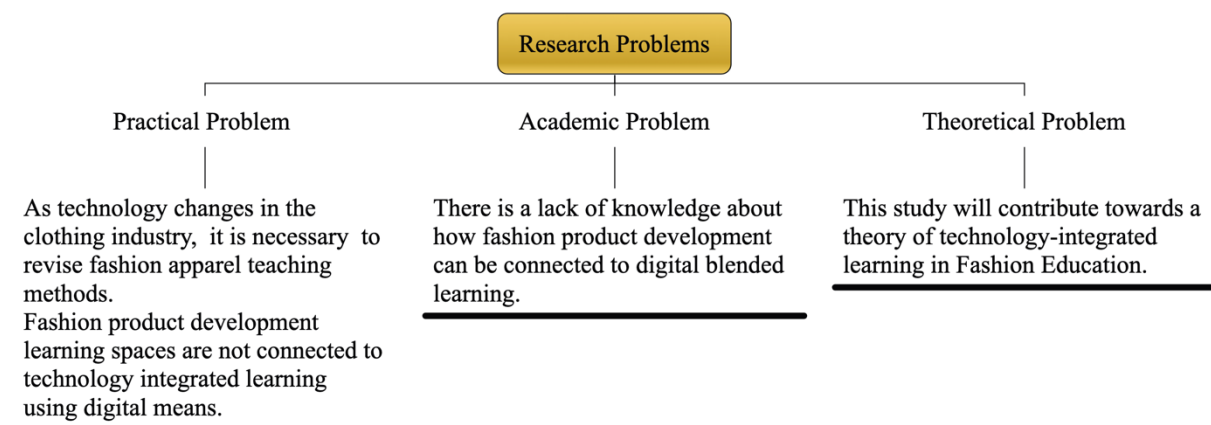 Research Problems
Practical Problem
As technology changes in the
clothing industry, it is necessary to
revise fashion apparel teaching
methods.
Fashion product development
learning spaces are not connected to
technology integrated learning
using digital means.
Academic Problem
There is a lack of knowledge about
how fashion product development
can be connected to digital blended
learning.
Theoretical Problem
This study will contribute towards a
theory of technology-integrated
learning in Fashion Education.